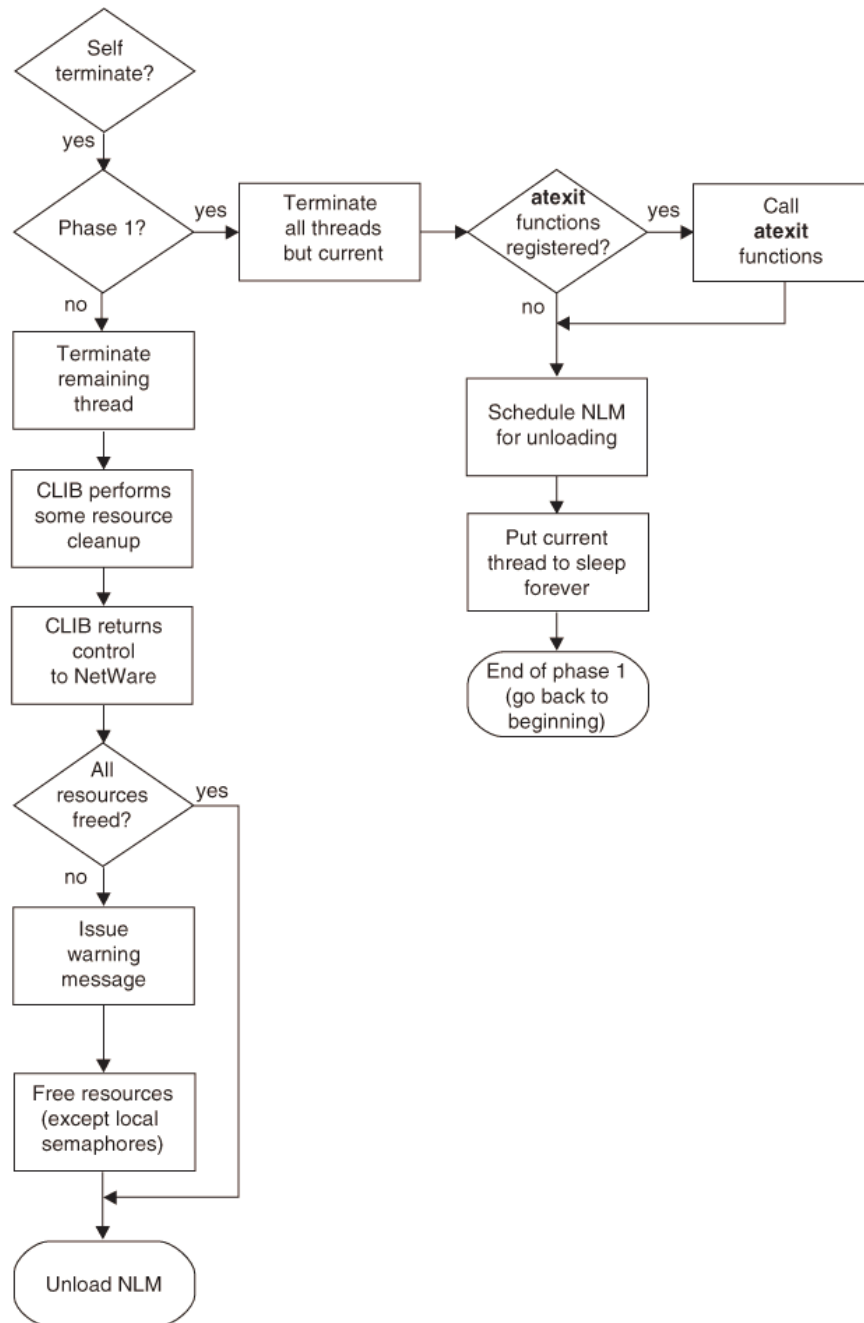 Self
terminate?
yes
Phase 1?
yes
Terminate
all threads
but current
atexit
functions
registered?
yes
Call
atexit
functions
no
no
Terminate
remaining
thread
Schedule NLM
for unloading
CLIB performs
some resource
cleanup
Put current
thread to sleep
forever
CLIB returns
control
to NetWare
End of phase 1
(go back to
beginning)
All
resources
freed?
yes
no
Issue
warning
message
Free resources
(except local
semaphores)
Unload NLM